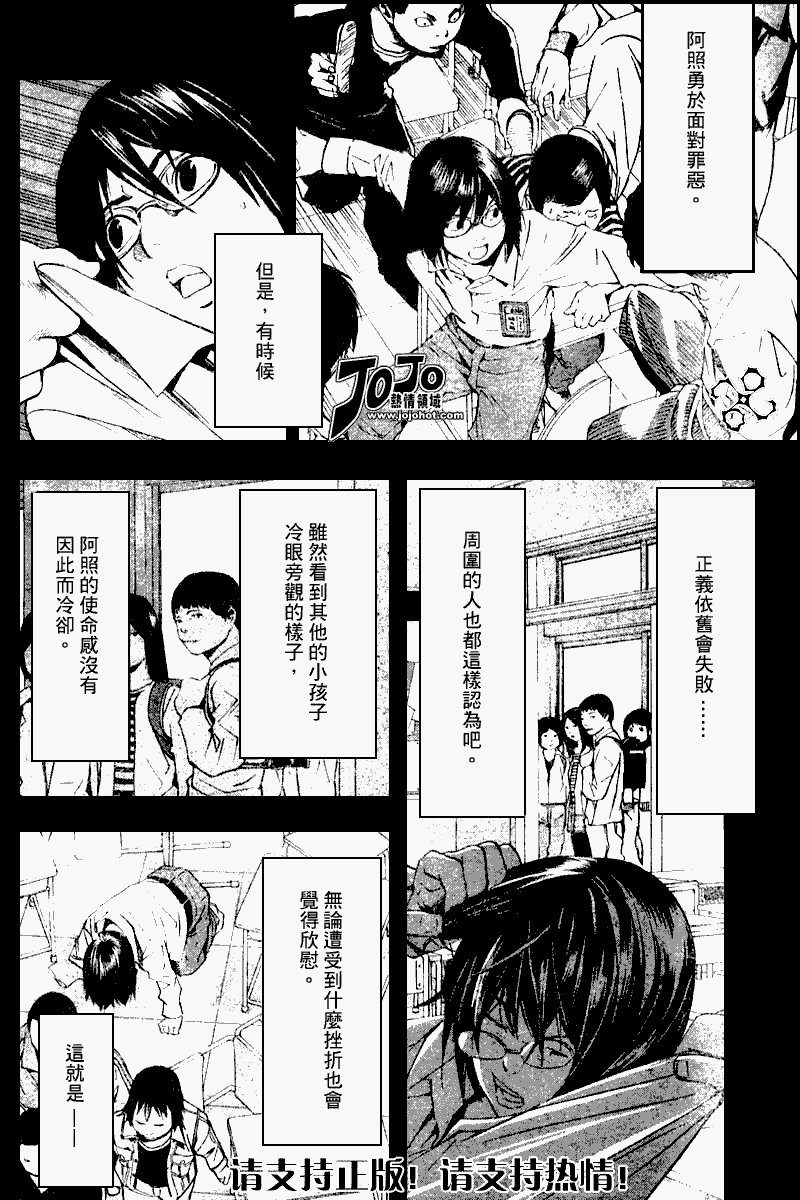 阿照勇於面對罪惡。
但是，有時候
JOJO
熱情領域
www.jojohot.com
正義依舊會失敗……
周圍的人也都這樣認為吧。
雖然看到其他的小孩子
冷眼旁觀的樣子，
阿照的使命感沒有
因此而冷卻。
無論遭受到什麼挫折也會
覺得欣慰。
這就是——
请支持正版! 请支持热情!